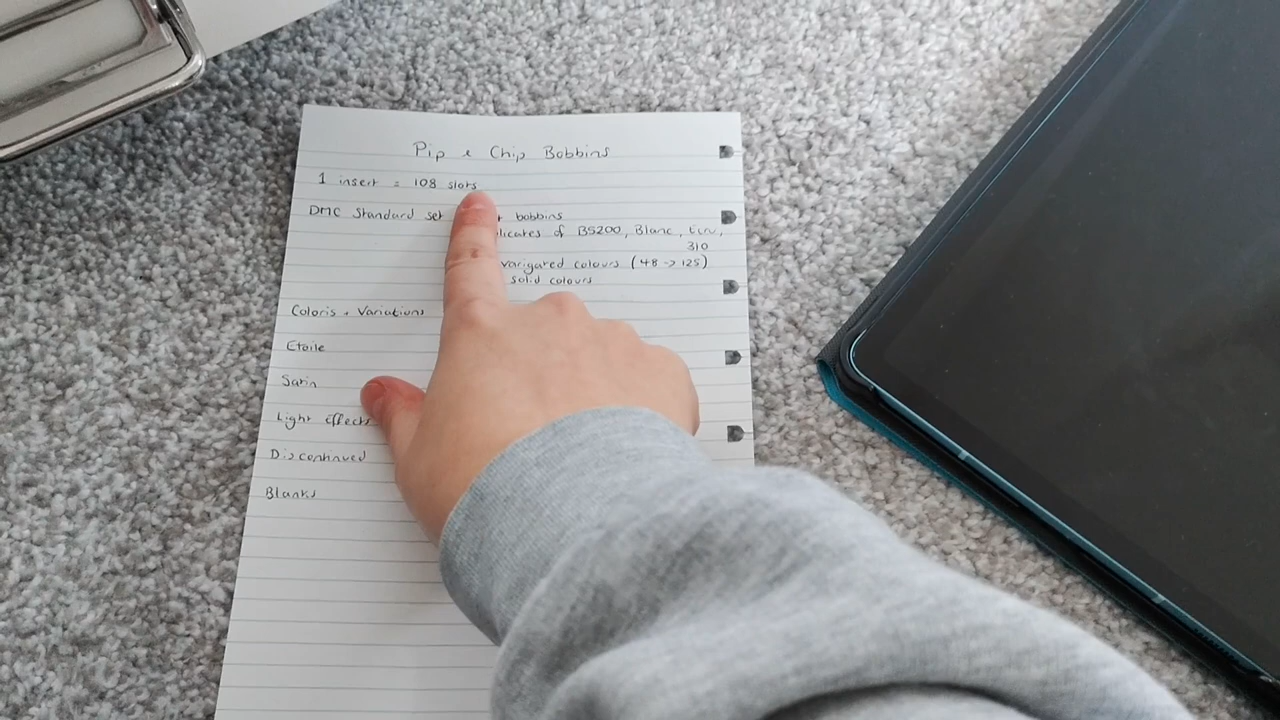 Pip & Chip Bobbins
1 insert = 108 slots
DMC Standard set bobbins
of B5200, Blanc, Ecru,
310
varigated colours (48 -> 125)
solid colours
Coloris + Variations
Etoile
Satin
Light Effects
Discontinued
Blanks